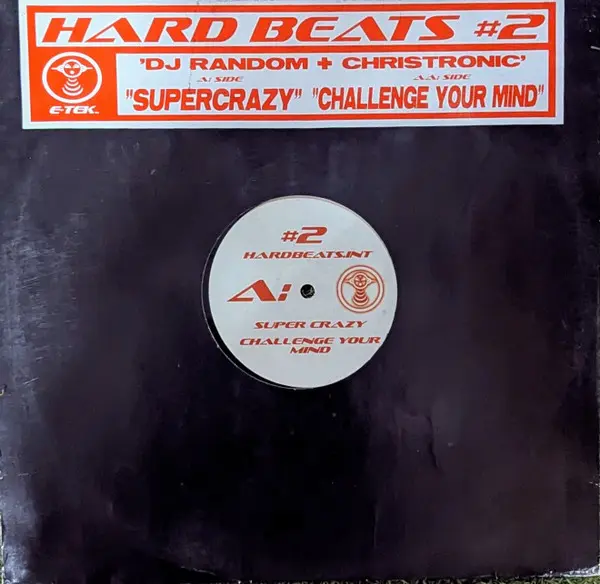 HARD BEATS #2
'DJ RANDOM + CHRISTRONIC'
A: SIDE AA: SIDE
"SUPERCRAZY" "CHALLENGE YOUR MIND"
E-TEK
#2
HARDBEATS.INT
A:
SUPER CRAZY
CHALLENGE YOUR
MIND